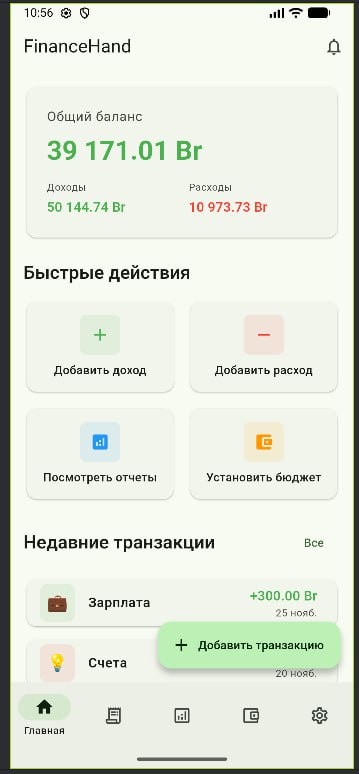 10:56
FinanceHand
Общий баланс
39 171.01 Br
Доходы Расходы
50 144.74 Br 10 973.73 Br
Быстрые действия
Добавить доход Добавить расход
Посмотреть отчеты Установить бюджет
Недавние транзакции Все
Зарплата +300.00 Br
25 нояб.
Добавить транзакцию
Счета
20 нояб.
Главная